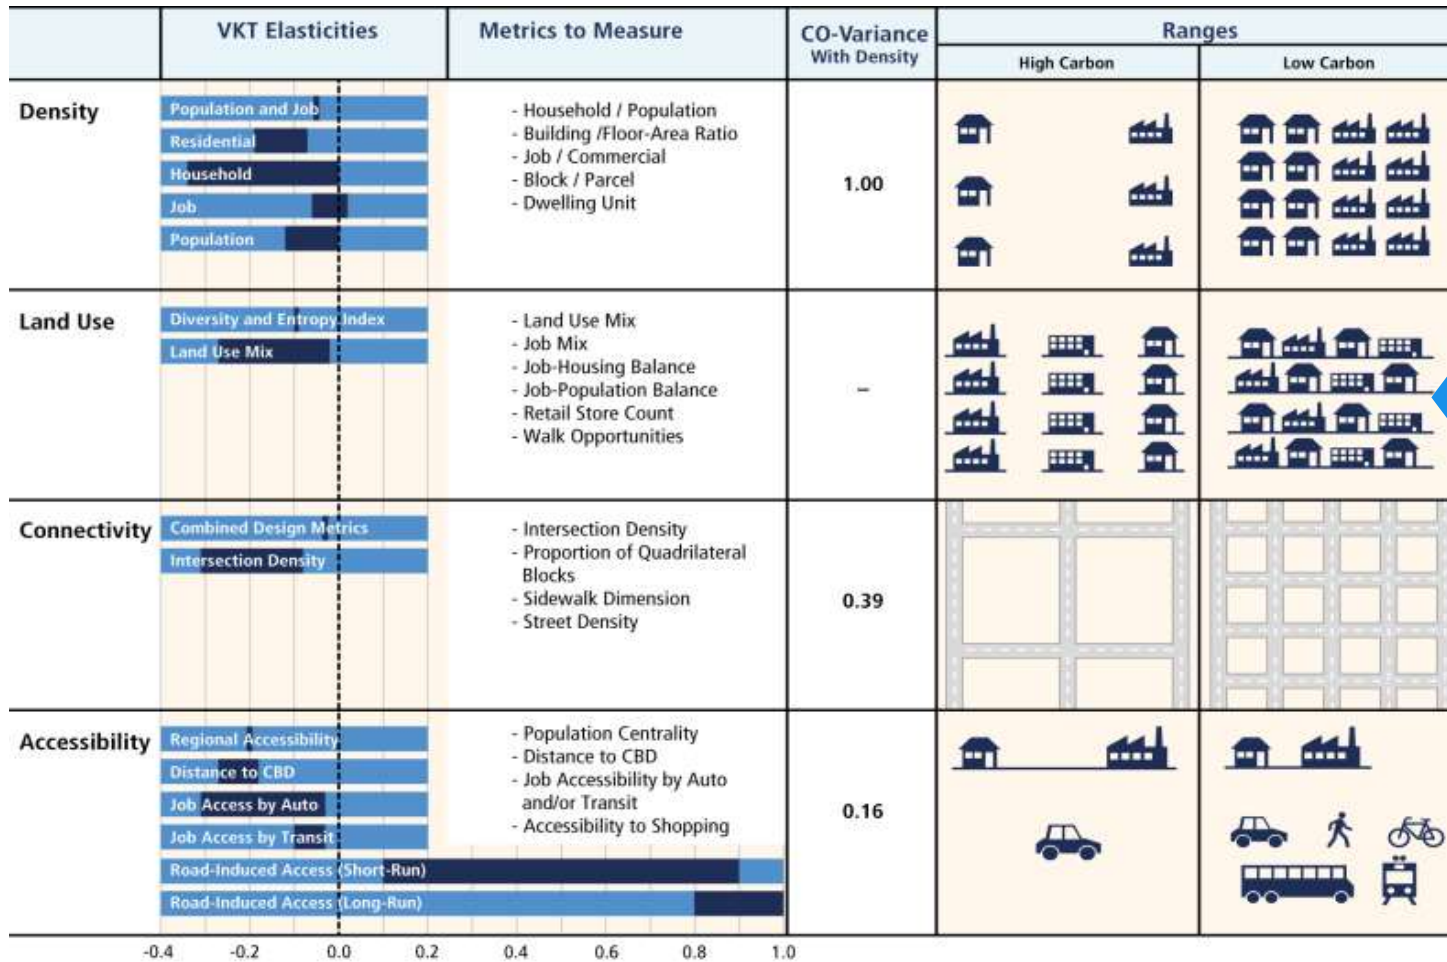 VKT Elasticities
Metrics to Measure
CO-Variance
With Density
Ranges
High Carbon
Low Carbon
Density
Population and Job
Residential
Household
Job
Population
- Household / Population
- Building /Floor-Area Ratio
- Job / Commercial
- Block / Parcel
- Dwelling Unit
1.00
Land Use
Diversity and Entropy Index
Land Use Mix
- Land Use Mix
- Job Mix
- Job-Housing Balance
- Job-Population Balance
- Retail Store Count
- Walk Opportunities
–
Connectivity
Combined Design Metrics
Intersection Density
- Intersection Density
- Proportion of Quadrilateral
Blocks
- Sidewalk Dimension
- Street Density
0.39
Accessibility
Regional Accessibility
Distance to CBD
Job Access by Auto
Job Access by Transit
Road-Induced Access (Short-Run)
Road-Induced Access (Long-Run)
- Population Centrality
- Distance to CBD
- Job Accessibility by Auto
and/or Transit
- Accessibility to Shopping
0.16
-0.4 -0.2 0.0 0.2 0.4 0.6 0.8 1.0